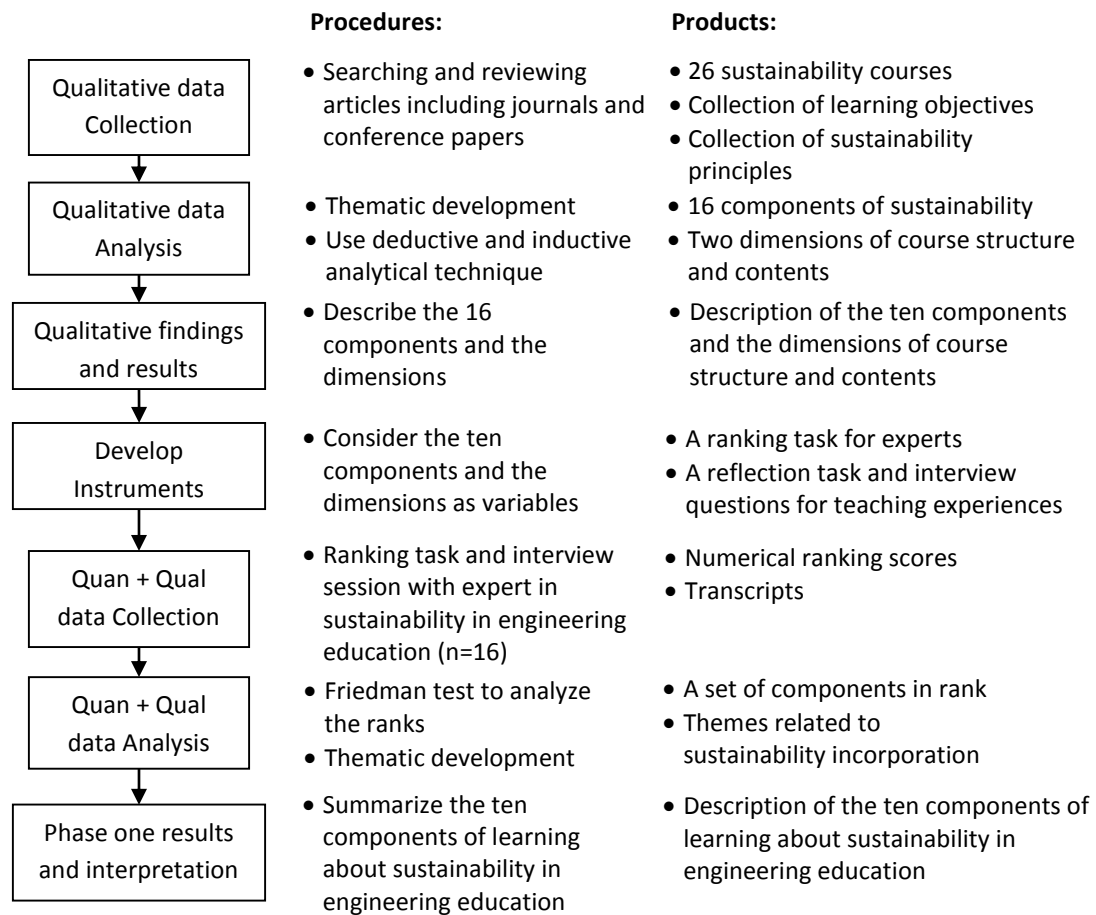 Procedures:
Products:
Qualitative data
Collection
• Searching and reviewing
articles including journals and
conference papers
• 26 sustainability courses
• Collection of learning objectives
• Collection of sustainability
principles
Qualitative data
Analysis
• Thematic development
• Use deductive and inductive
analytical technique
• 16 components of sustainability
• Two dimensions of course structure
and contents
Qualitative findings
and results
• Describe the 16
components and the
dimensions
• Description of the ten components
and the dimensions of course
structure and contents
Develop
Instruments
• Consider the ten
components and the
dimensions as variables
• A ranking task for experts
• A reflection task and interview
questions for teaching experiences
Quan + Qual
data Collection
• Ranking task and interview
session with expert in
sustainability in engineering
education (n=16)
• Numerical ranking scores
• Transcripts
Quan + Qual
data Analysis
• Friedman test to analyze
the ranks
• Thematic development
• A set of components in rank
• Themes related to
sustainability incorporation
Phase one results
and interpretation
• Summarize the ten
components of learning
about sustainability in
engineering education
• Description of the ten components of
learning about sustainability in
engineering education